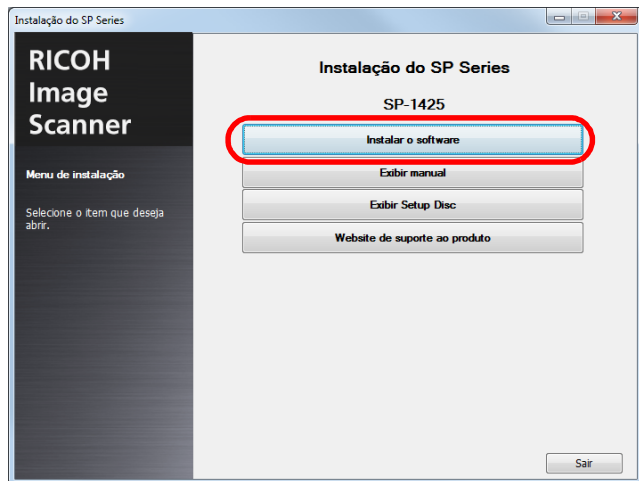 Instalação do SP Series
RICOH
Image
Scanner
Menu de instalação
Selecione o item que deseja
abrir.
Instalação do SP Series
SP-1425
Instalar o software
Exibir manual
Exibir Setup Disc
Website de suporte ao produto
Sair